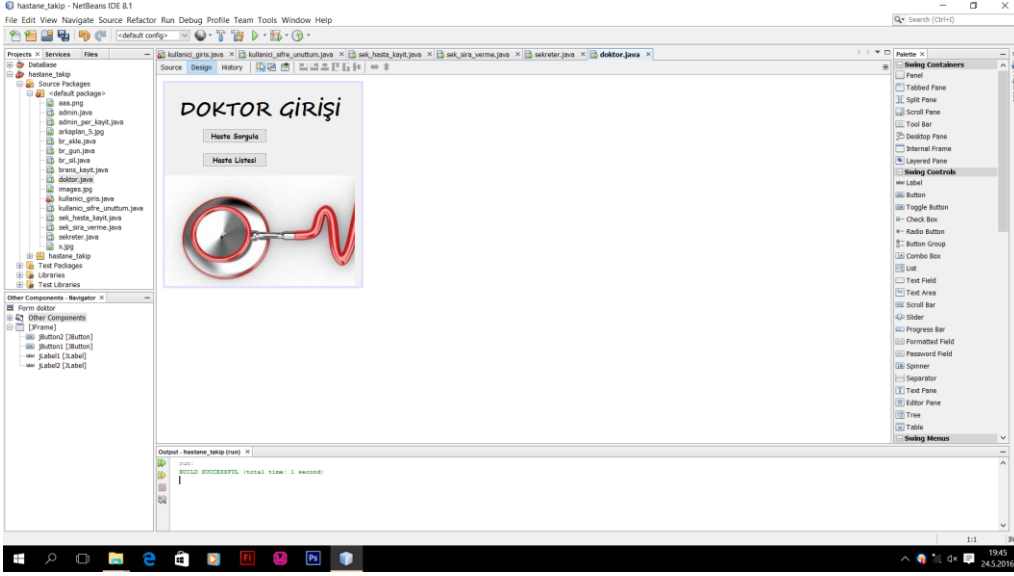 hastane_takip - NetBeans IDE 8.1
File Edit View Navigate Source Refactor Run Debug Profile Team Tools Window Help
Search (Ctrl+I)
<default config>
Projects Services Files
kullanici_giris.java kullanici_sifre_unuttum.java sek_hasta_kayit.java sek_sira_verme.java sekreter.java doktor.java
Source Design History
DataBase
hastane_takip
Source Packages
<default package>
aaa.png
admin.java
admin_per_kayit.java
arkaplan_5.jpg
br_ekle.java
br_gun.java
br_sil.java
brans_kayit.java
doktor.java
images.jpg
kullanici_giris.java
kullanici_sifre_unuttum.java
sek_hasta_kayit.java
sek_sira_verme.java
sekreter.java
x.jpg
hastane_takip
Test Packages
Libraries
Test Libraries
Other Components - Navigator
Form doktor
Other Components
[JFrame]
jButton2 [JButton]
jButton1 [JButton]
jLabel1 [JLabel]
jLabel2 [JLabel]
DOKTOR GİRİŞİ
Hasta Sorgula
Hasta Listesi
Output - hastane_takip (run)
run:
BUILD SUCCESSFUL (total time: 1 second)
Palette
Swing Containers
Panel
Tabbed Pane
Split Pane
Scroll Pane
Tool Bar
Desktop Pane
Internal Frame
Layered Pane
Swing Controls
Label
Button
Toggle Button
Check Box
Radio Button
Button Group
Combo Box
List
Text Field
Text Area
Scroll Bar
Slider
Progress Bar
Formatted Field
Password Field
Spinner
Separator
Text Pane
Editor Pane
Tree
Table
Swing Menus
1:1
Fl
Ps
19:45
24.5.2016